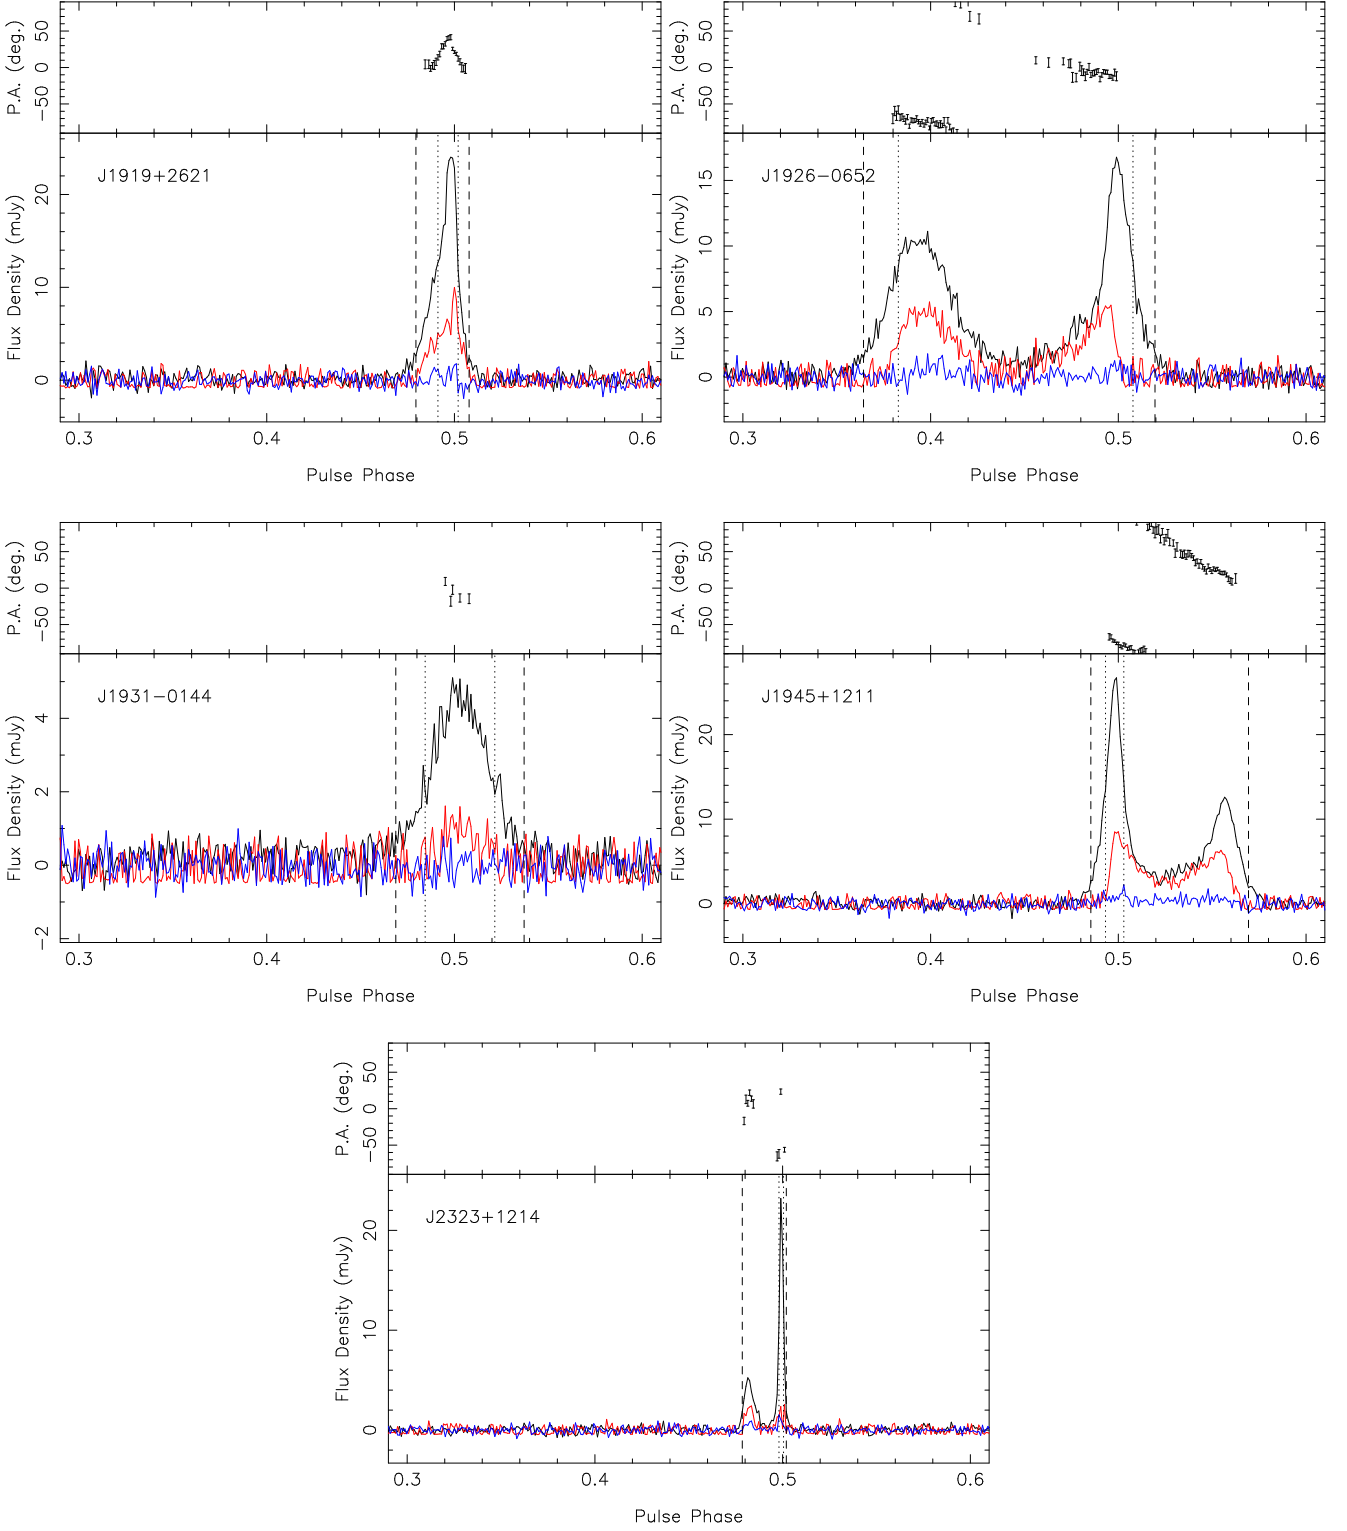 P.A. (deg.)
50
0
−50
J1919+2621
Flux Density (mJy)
20
10
0
0.3 0.4 0.5 0.6
Pulse Phase
P.A. (deg.)
50
0
−50
J1926−0652
Flux Density (mJy)
15
10
5
0
0.3 0.4 0.5 0.6
Pulse Phase
P.A. (deg.)
50
0
−50
J1931−0144
Flux Density (mJy)
4
2
0
−2
0.3 0.4 0.5 0.6
Pulse Phase
P.A. (deg.)
50
0
−50
J1945+1211
Flux Density (mJy)
20
10
0
0.3 0.4 0.5 0.6
Pulse Phase
P.A. (deg.)
50
0
−50
J2323+1214
Flux Density (mJy)
20
10
0
0.3 0.4 0.5 0.6
Pulse Phase